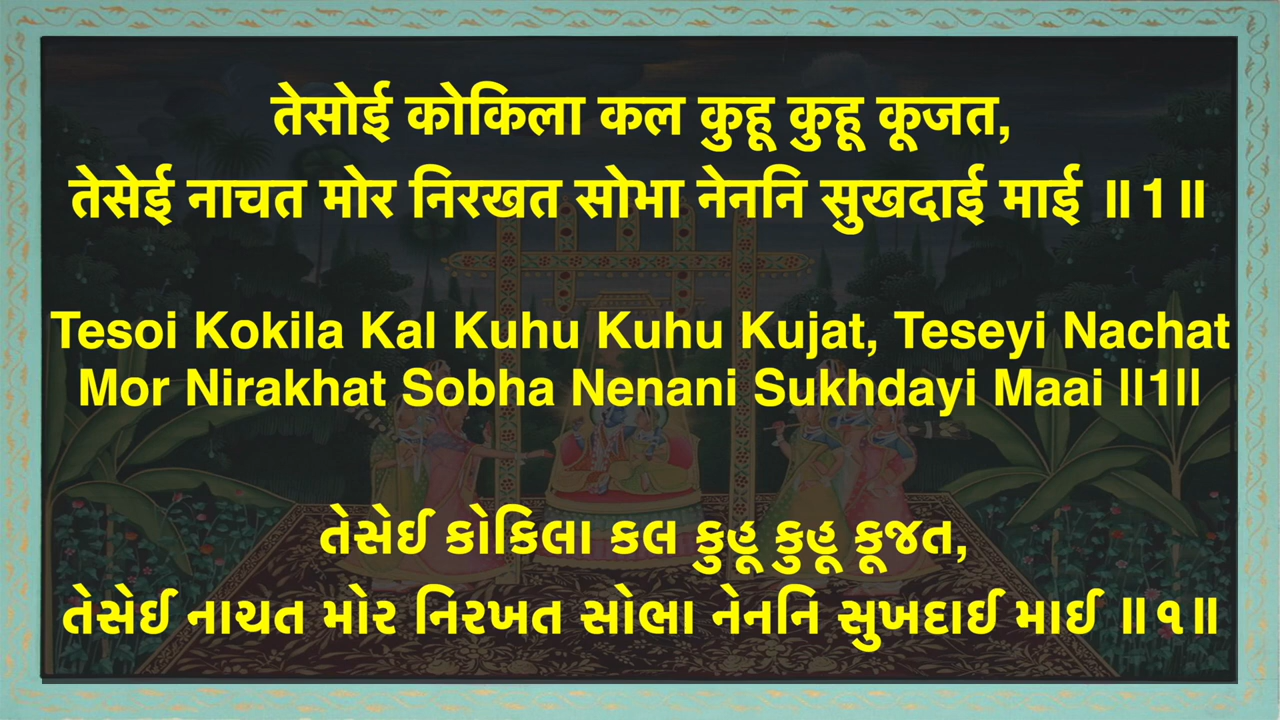 तेसोई कोकिला कल कुहू कुहू कूजत,
तेसेई नाचत मोर निरखत सोभा नेननि सुखदाई माई ॥1॥
Tesoi Kokila Kal Kuhu Kuhu Kujat, Teseyi Nachat
Mor Nirakhat Sobha Nenani Sukhdayi Maai ||1||
તેસેઈ કોકિલા કલ કુહૂ કુહૂ કૂજત,
તેસેઈ નાચત મોર નિરખત સોભા નેનનિ સુખદાઈ માઈ ॥૧॥